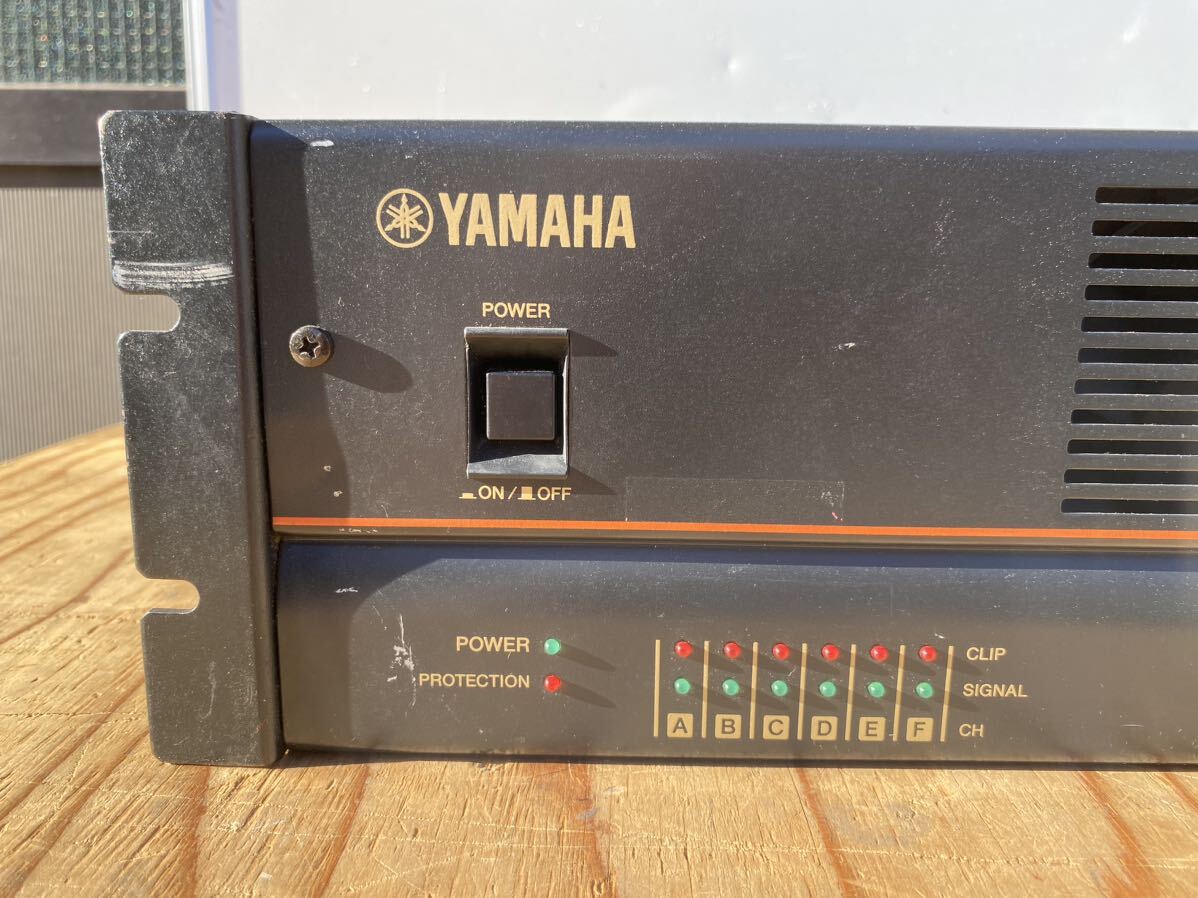 YAMAHA
POWER
ON / OFF
POWER
PROTECTION
CLIP
SIGNAL
A B C D E F CH